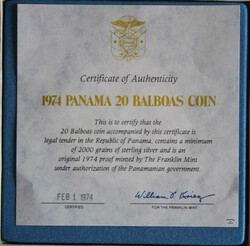 Certificate of Authenticity
1974 PANAMA 20 BALBOAS COIN
This is to certify that the
20 Balboas coin accompanied by this certificate is
legal tender in the Republic of Panama, contains a minimum
of 2000 grains of sterling silver and is an
original 1974 proof minted by The Franklin Mint
under authorization of the Panamanian government.
FEB 1 1974
CERTIFIED
FOR THE FRANKLIN MINT